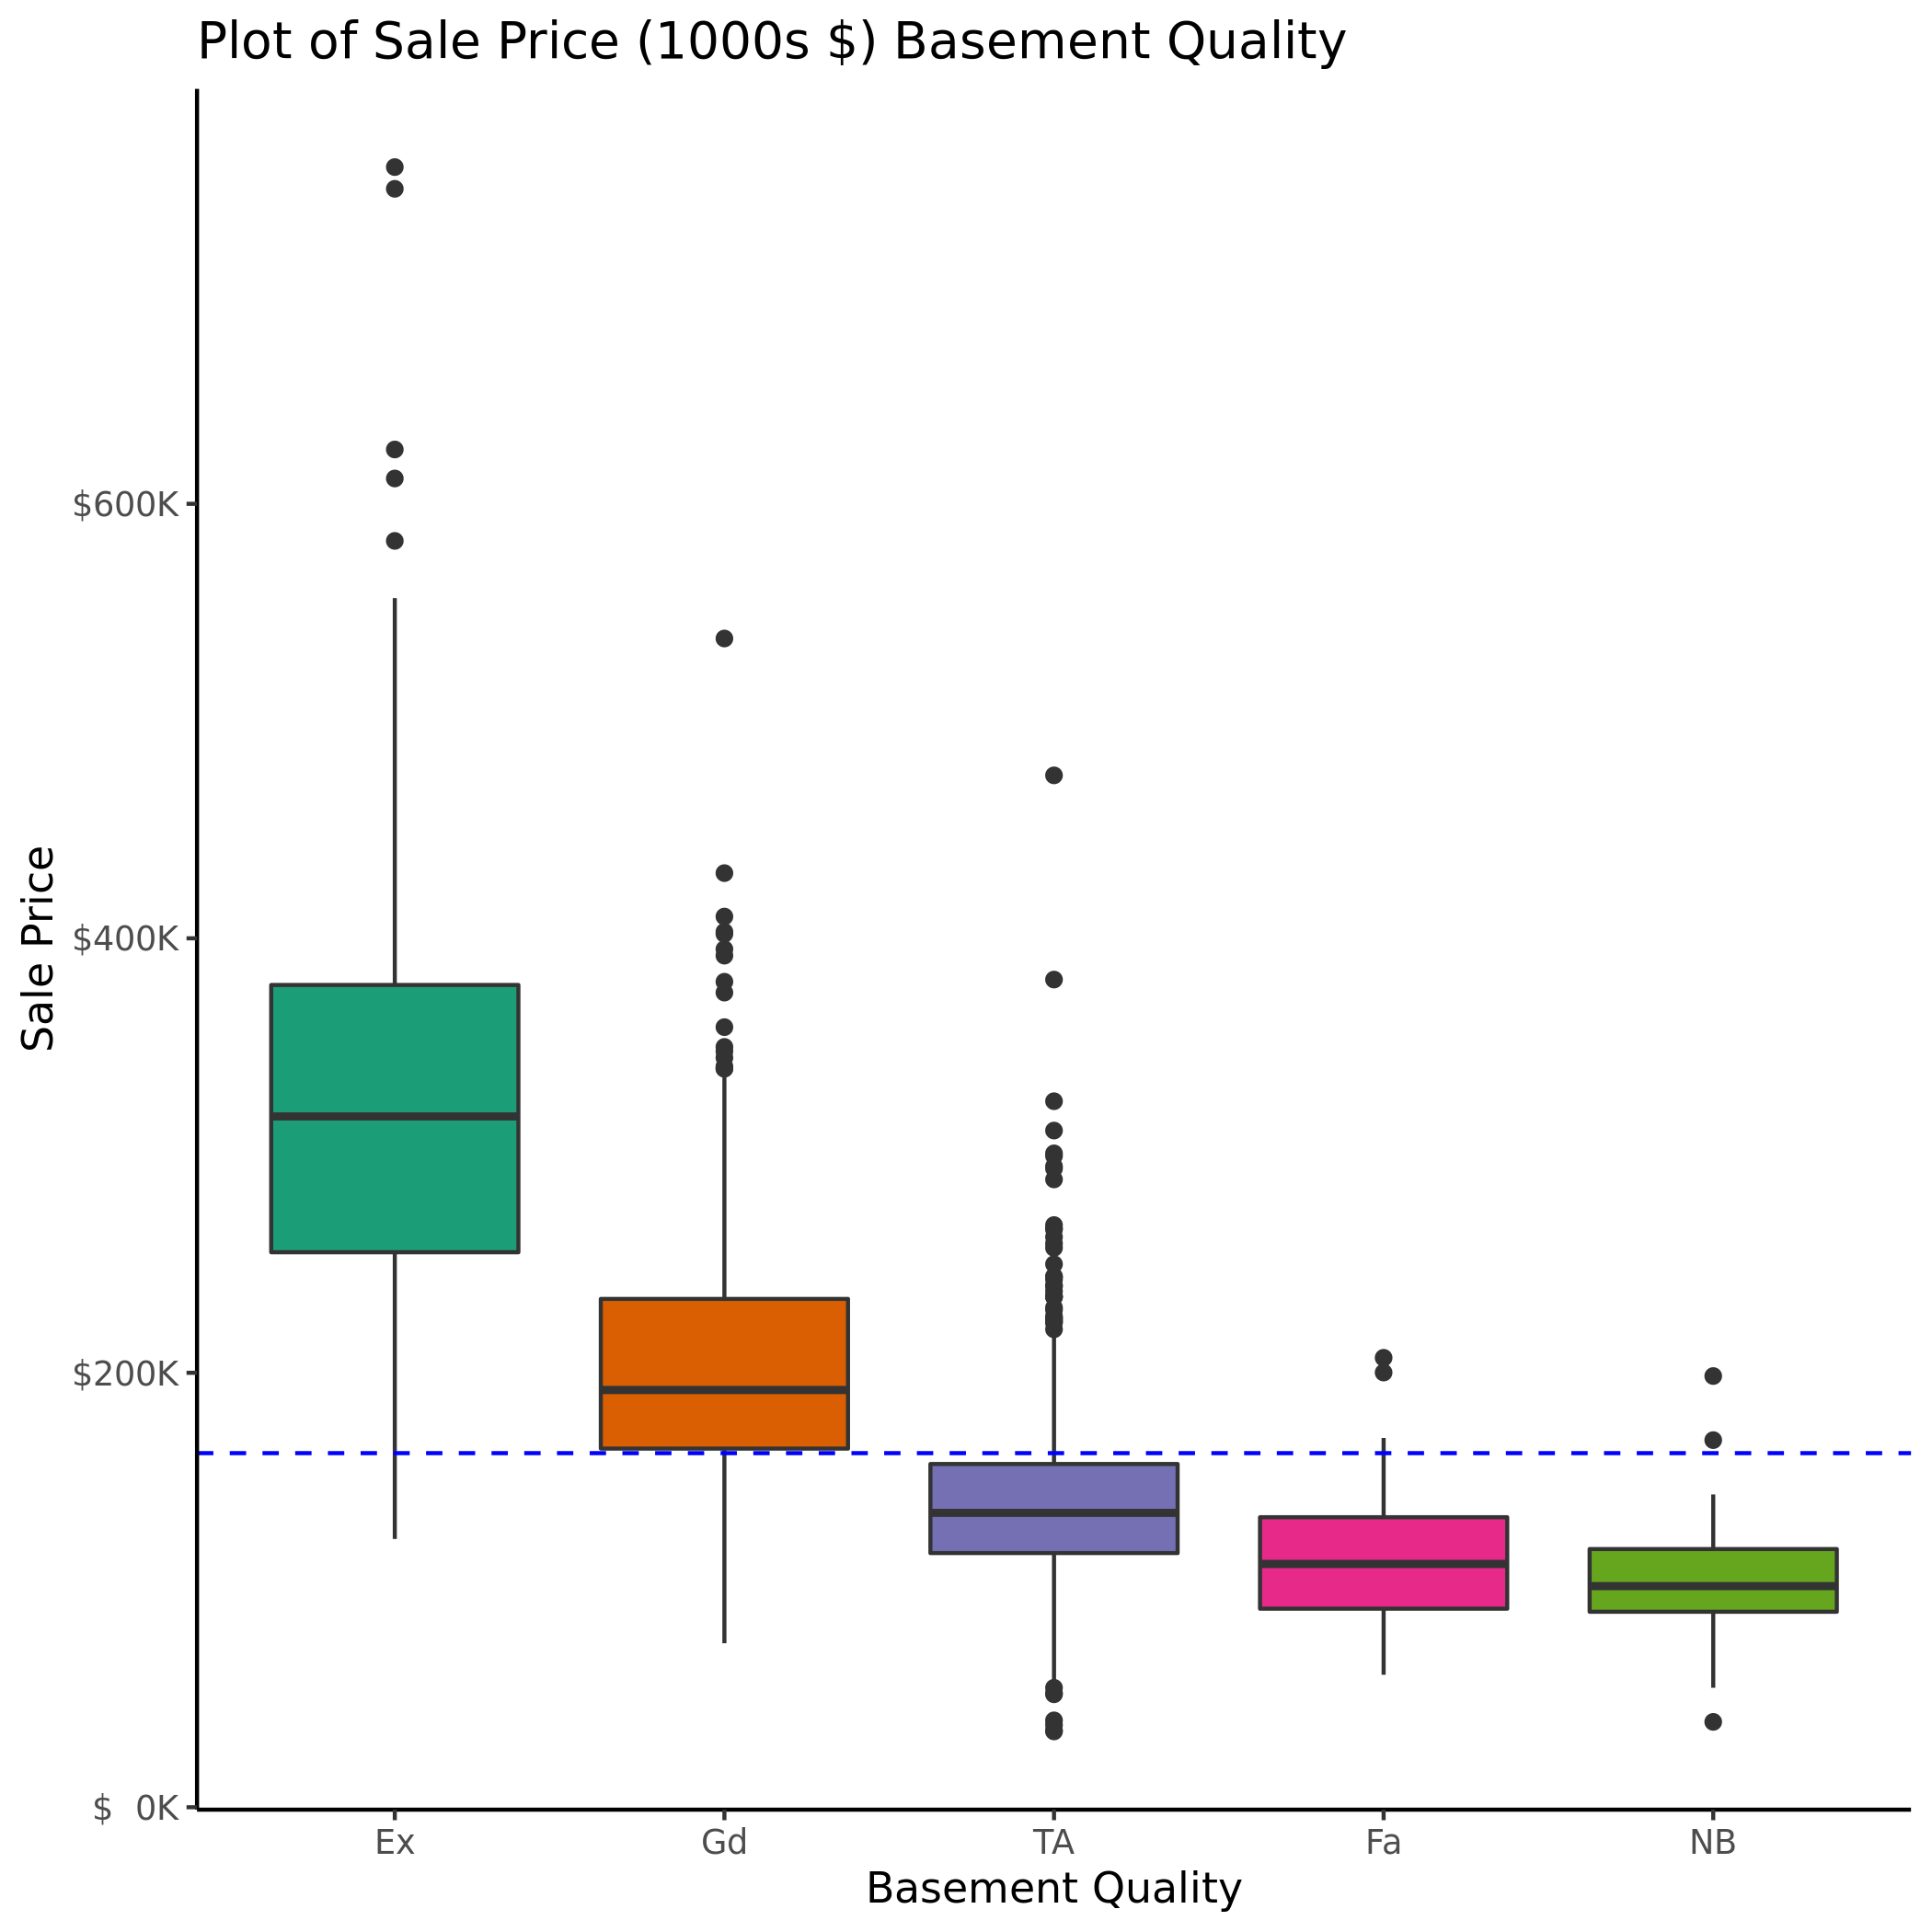 Plot of Sale Price (1000s $) Basement Quality
Sale Price
$600K
$400K
$200K
$  0K
Ex
Gd
TA
Fa
NB
Basement Quality